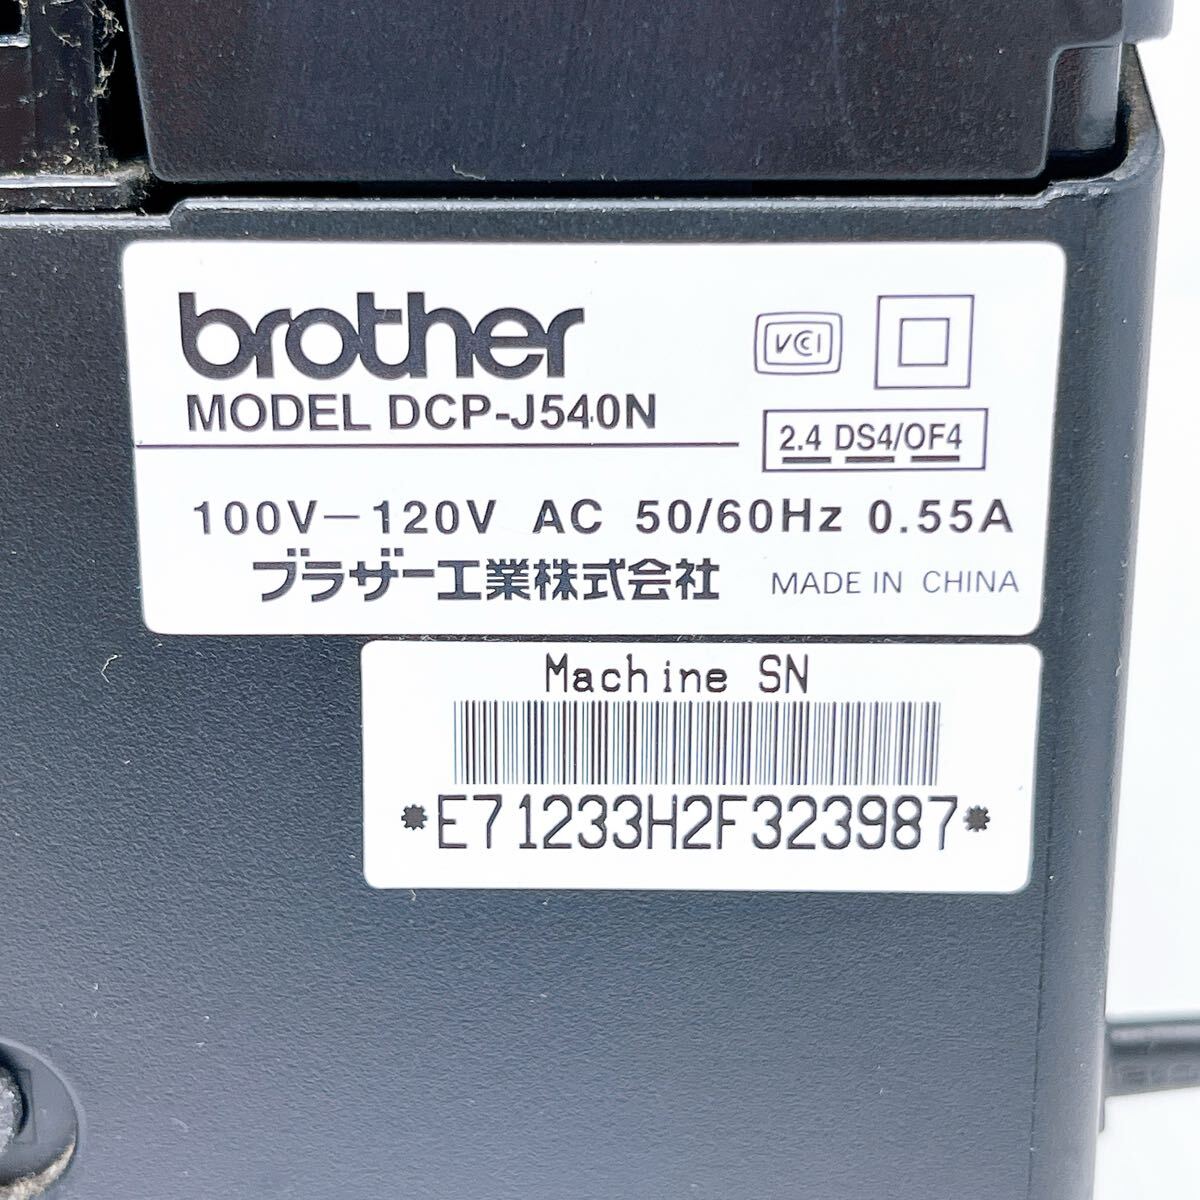 brother
MODEL DCP-J540N
VCCI
2.4 DS4/OF4
100V-120V AC 50/60Hz 0.55A
ブラザー工業株式会社 MADE IN CHINA
Machine SN
*E71233H2F323987*